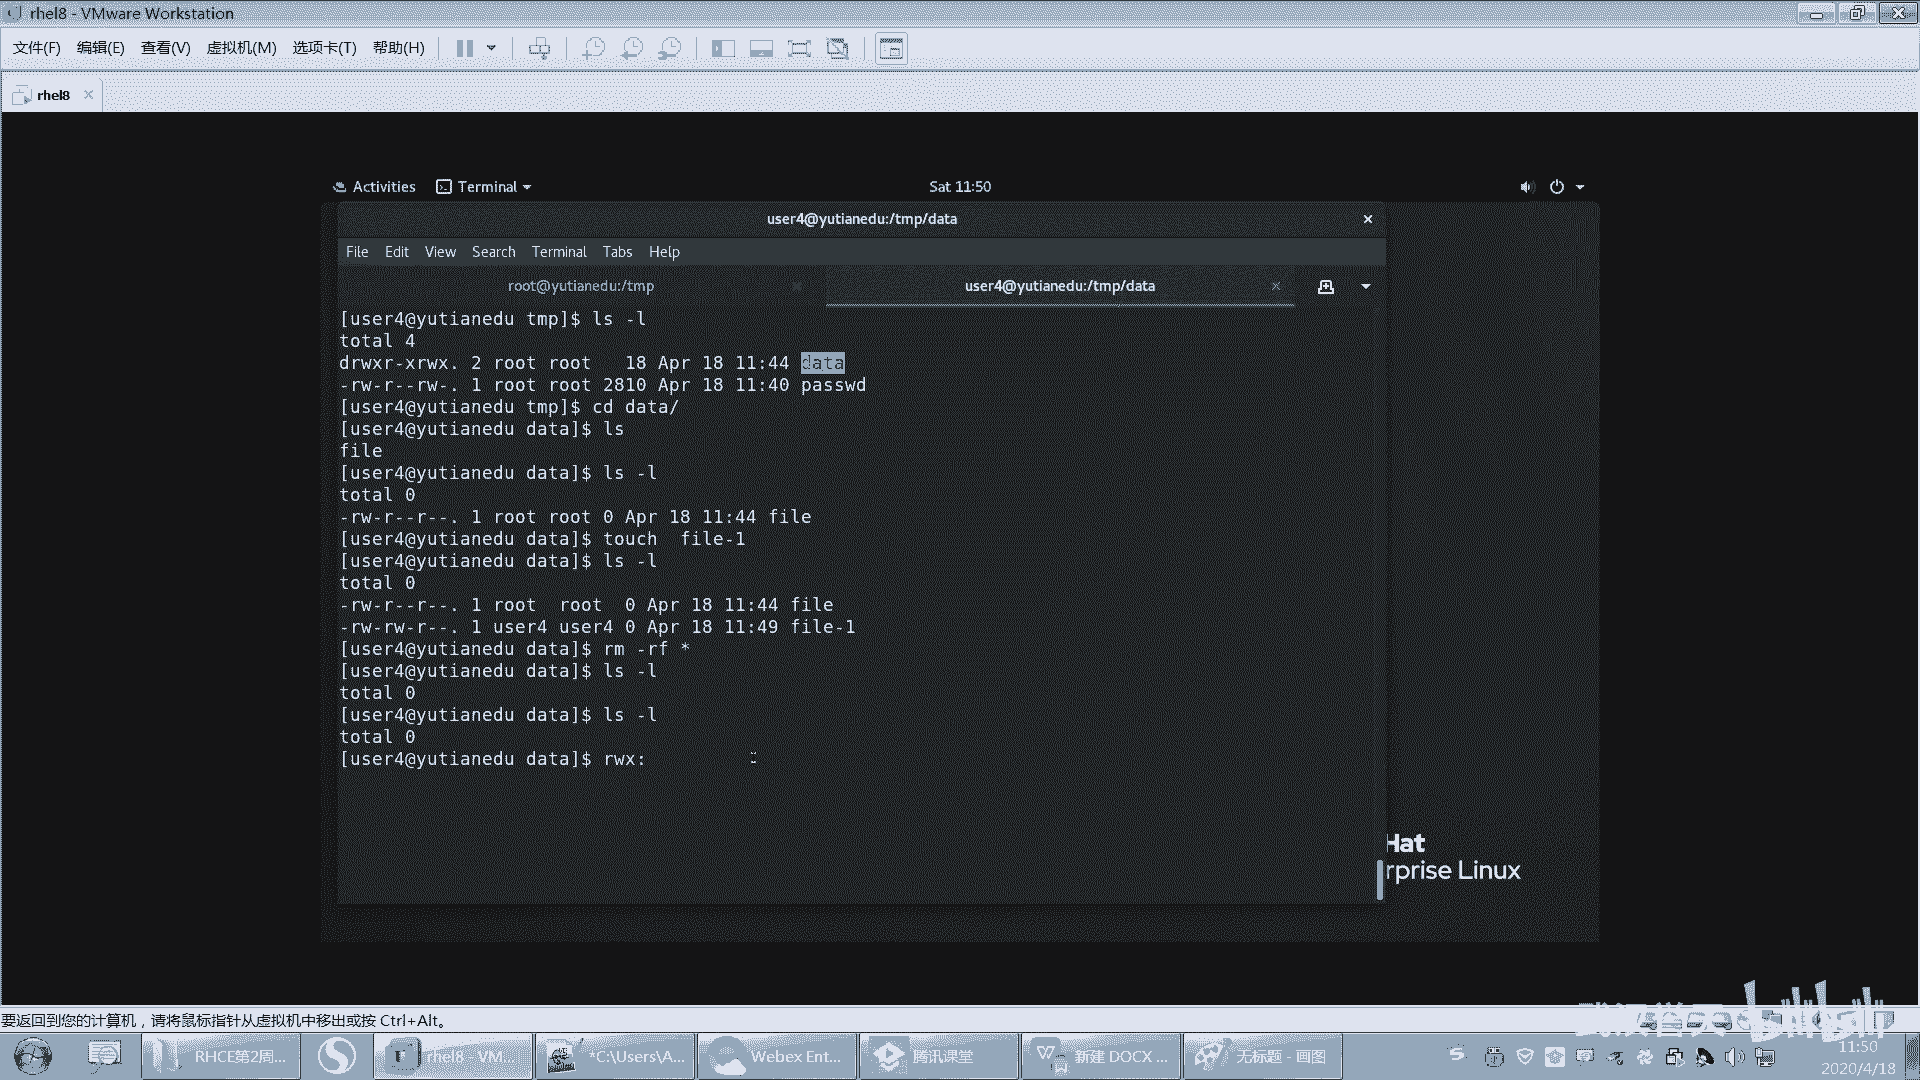 rhel8 - VMware Workstation
文件(F) 编辑(E) 查看(V) 虚拟机(M) 选项卡(T) 帮助(H)
rhel8
Activities Terminal Sat 11:50
user4@yutianedu:/tmp/data
File Edit View Search Terminal Tabs Help
root@yutianedu:/tmp user4@yutianedu:/tmp/data
[user4@yutianedu tmp]$ ls -l
total 4
drwxr-xrwx. 2 root root   18 Apr 18 11:44 data
-rw-r--rw-. 1 root root 2810 Apr 18 11:40 passwd
[user4@yutianedu tmp]$ cd data/
[user4@yutianedu data]$ ls
file
[user4@yutianedu data]$ ls -l
total 0
-rw-r--r--. 1 root root 0 Apr 18 11:44 file
[user4@yutianedu data]$ touch  file-1
[user4@yutianedu data]$ ls -l
total 0
-rw-r--r--. 1 root  root  0 Apr 18 11:44 file
-rw-rw-r--. 1 user4 user4 0 Apr 18 11:49 file-1
[user4@yutianedu data]$ rm -rf *
[user4@yutianedu data]$ ls -l
total 0
[user4@yutianedu data]$ ls -l
total 0
[user4@yutianedu data]$ rwx:
Hat
rprise Linux
要返回到您的计算机，请将鼠标指针从虚拟机中移出或按 Ctrl+Alt。
RHCE第2周... rhel8 - VM... *C:\Users\A... Webex Ent... 腾讯课堂 新建 DOCX ... 无标题 - 画图
11:50
2020/4/18